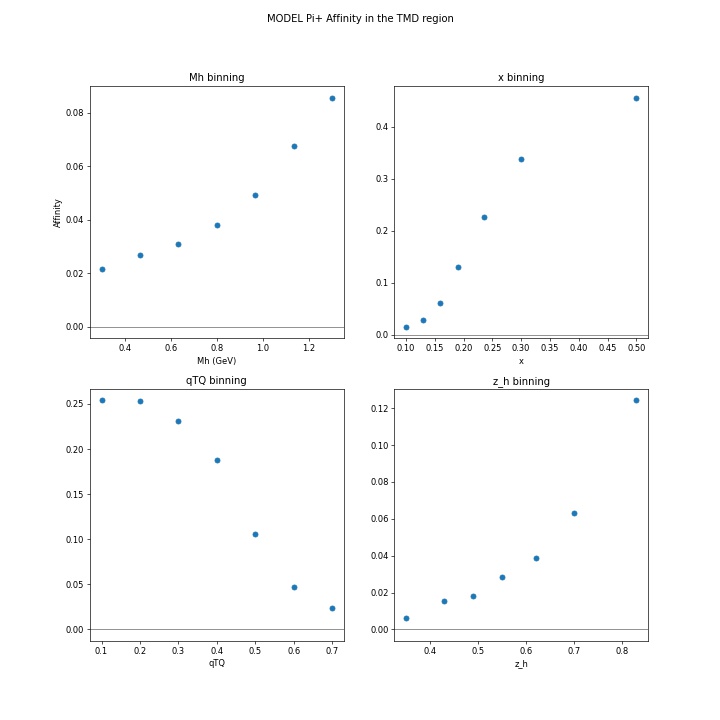 MODEL Pi+ Affinity in the TMD region
Mh binning
Affinity
0.08
0.06
0.04
0.02
0.00
0.4 0.6 0.8 1.0 1.2
Mh (GeV)
x binning
0.4
0.3
0.2
0.1
0.0
0.10 0.15 0.20 0.25 0.30 0.35 0.40 0.45 0.50
x
qTQ binning
0.25
0.20
0.15
0.10
0.05
0.00
0.1 0.2 0.3 0.4 0.5 0.6 0.7
qTQ
z_h binning
0.12
0.10
0.08
0.06
0.04
0.02
0.00
0.4 0.5 0.6 0.7 0.8
z_h